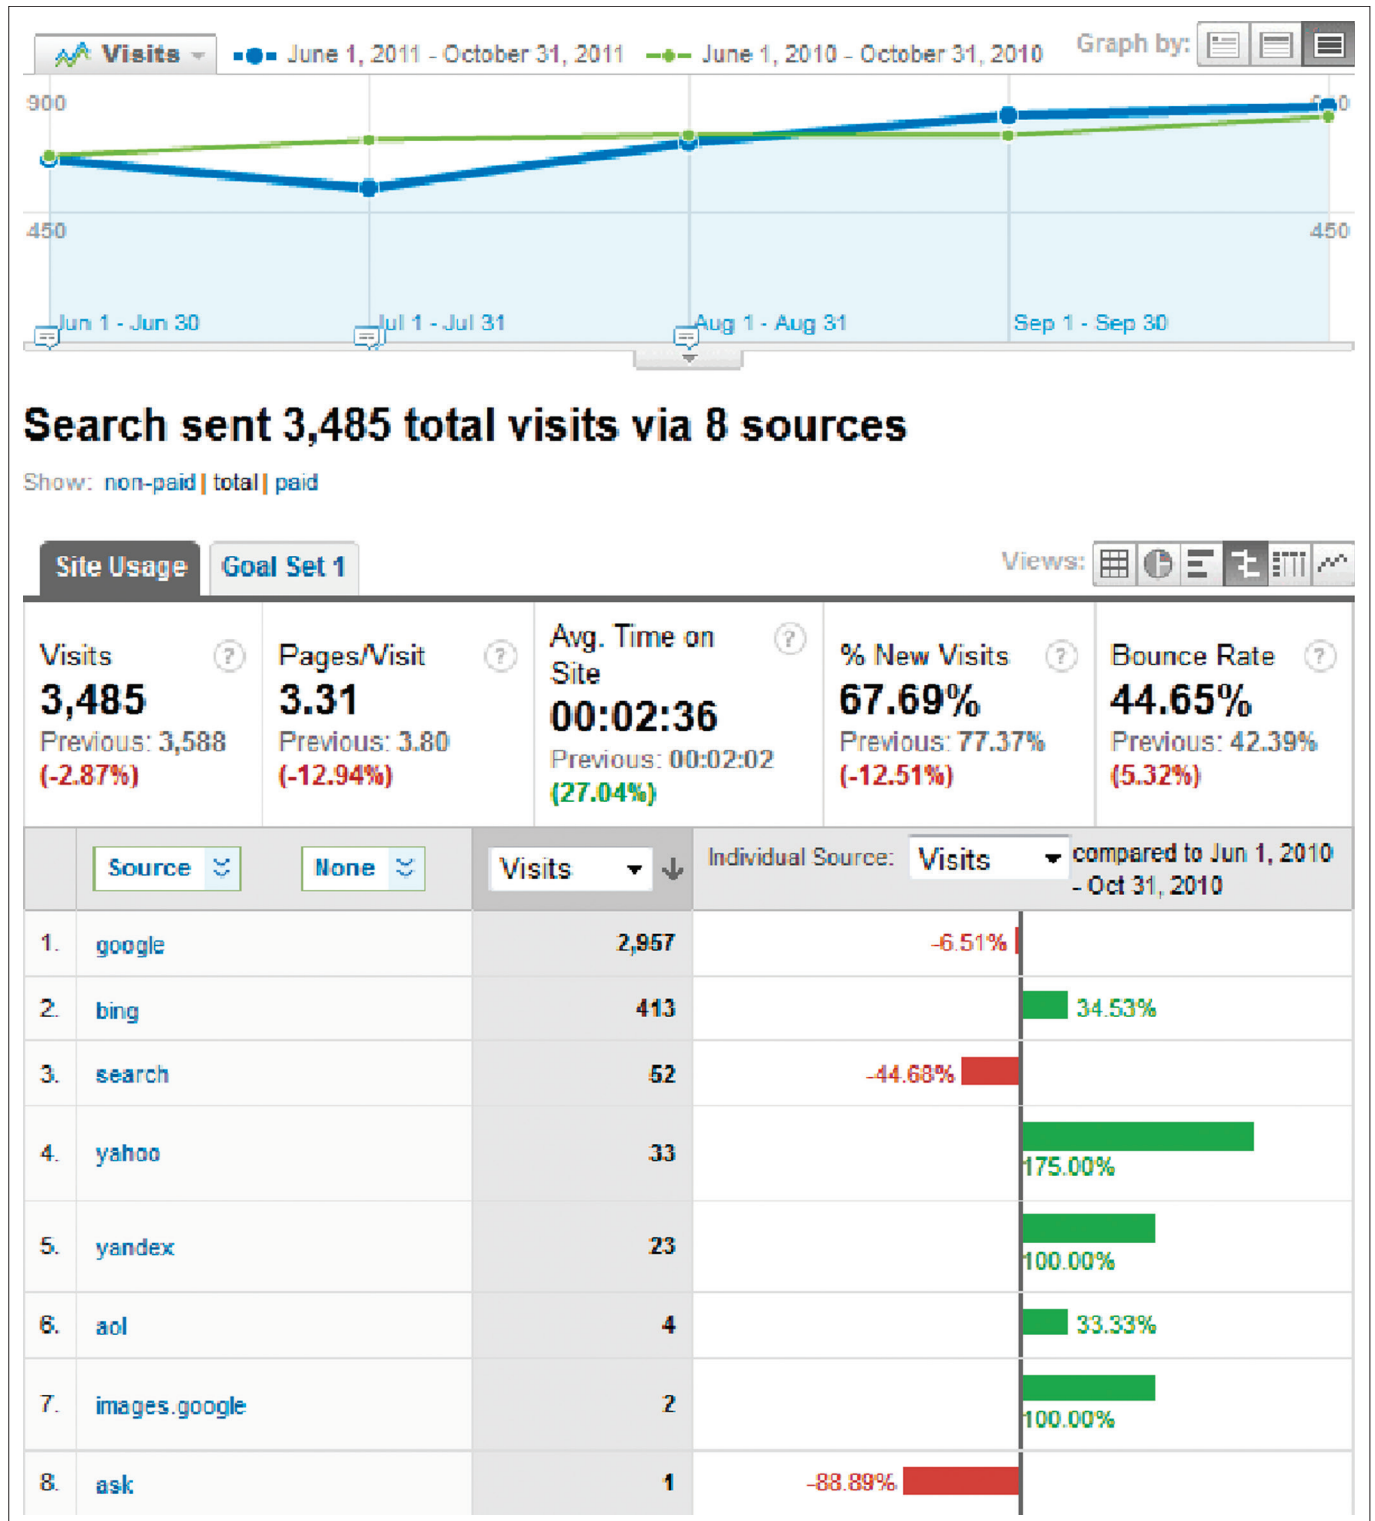 Visits June 1, 2011 - October 31, 2011 June 1, 2010 - October 31, 2010 Graph by:
900
450 450
Jun 1 - Jun 30 Jul 1 - Jul 31 Aug 1 - Aug 31 Sep 1 - Sep 30
Search sent 3,485 total visits via 8 sources
Show: non-paid | total | paid
Site Usage Goal Set 1 Views:
Visits ?
3,485
Previous: 3,588
(-2.87%)
Pages/Visit ?
3.31
Previous: 3.80
(-12.94%)
Avg. Time on ?
Site
00:02:36
Previous: 00:02:02
(27.04%)
% New Visits ?
67.69%
Previous: 77.37%
(-12.51%)
Bounce Rate ?
44.65%
Previous: 42.39%
(5.32%)
Source None Visits Individual Source: Visits compared to Jun 1, 2010
- Oct 31, 2010
1. google 2,957 -6.51%
2. bing 413 34.53%
3. search 52 -44.68%
4. yahoo 33 175.00%
5. yandex 23 100.00%
6. aol 4 33.33%
7. images.google 2 100.00%
8. ask 1 -88.89%